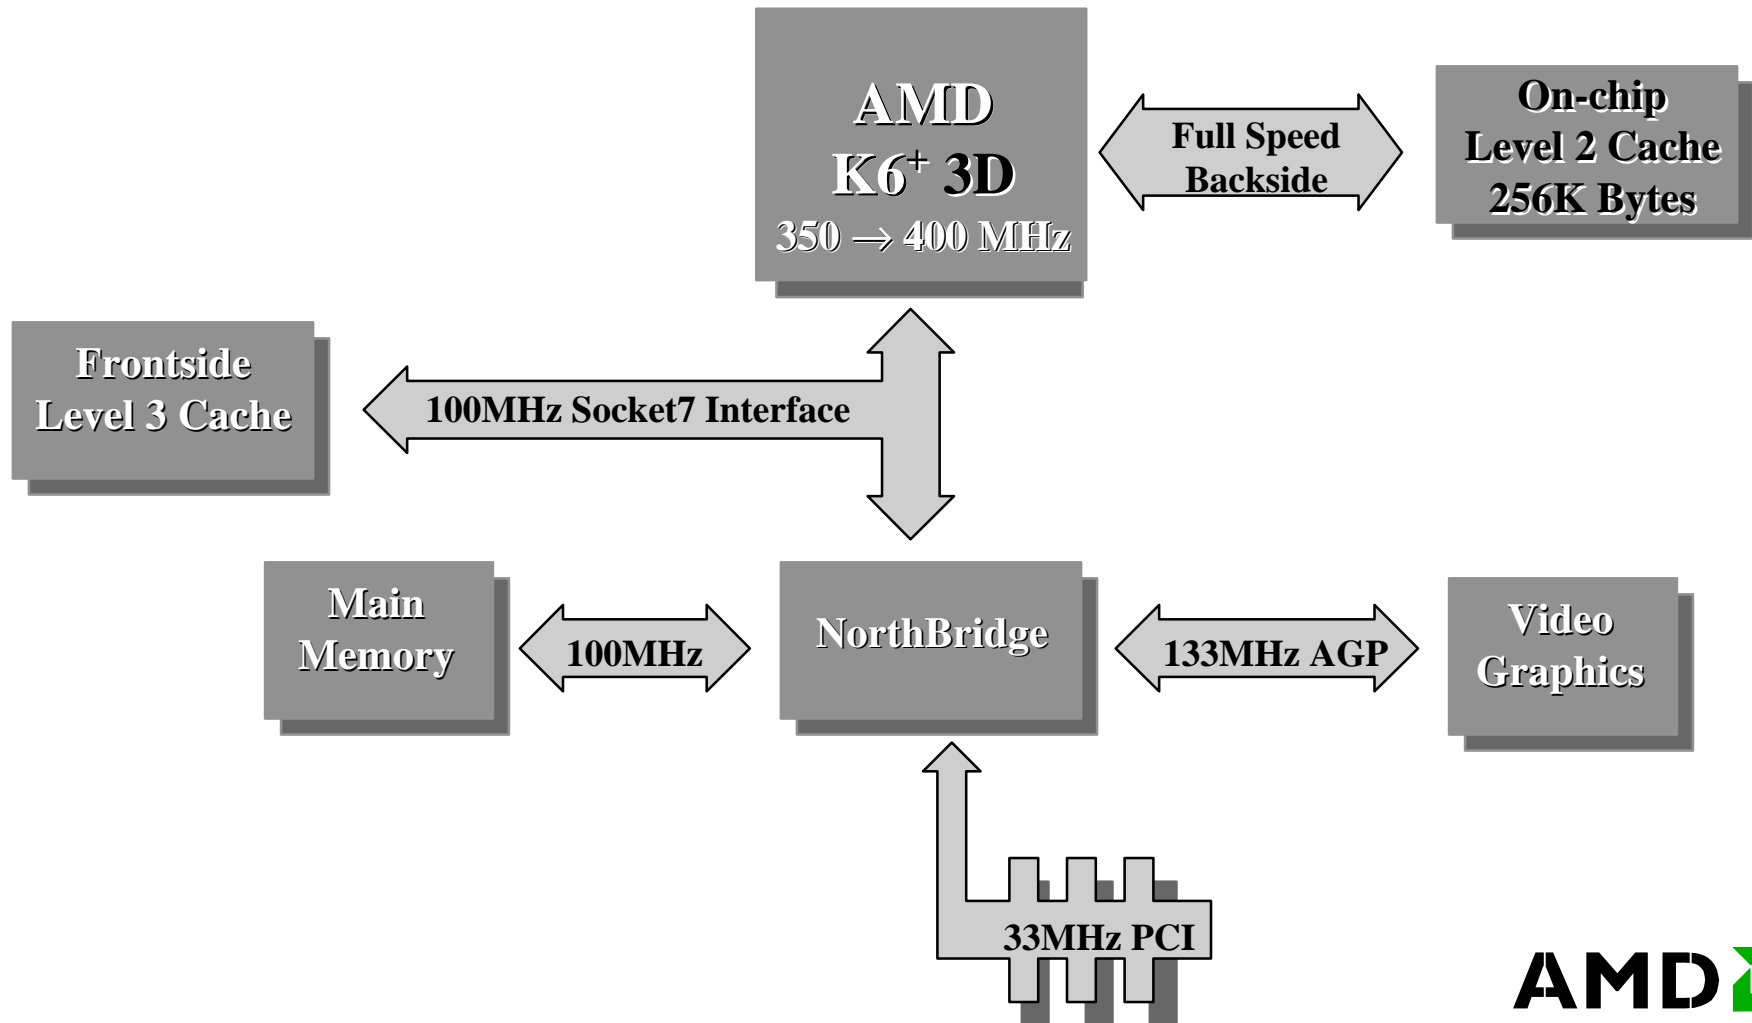 AMD
K6+ 3D
350 → 400 MHz
Full Speed
Backside
On-chip
Level 2 Cache
256K Bytes
Frontside
Level 3 Cache
100MHz Socket7 Interface
Main
Memory
100MHz
NorthBridge
133MHz AGP
Video
Graphics
33MHz PCI
AMD